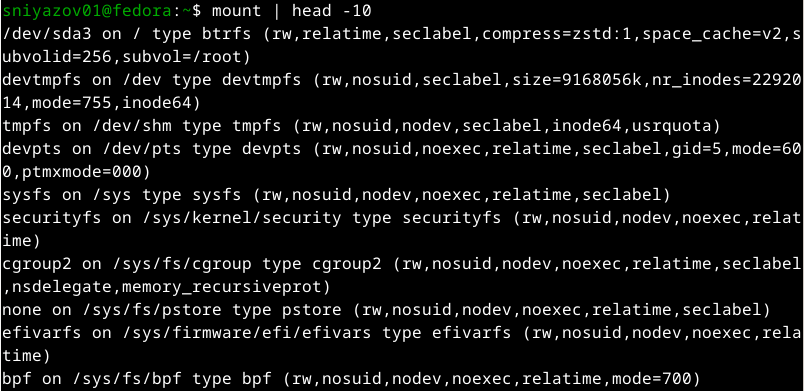 sniyazov01@fedora:~$ mount | head -10
/dev/sda3 on / type btrfs (rw,relatime,seclabel,compress=zstd:1,space_cache=v2,s
ubvolid=256,subvol=/root)
devtmpfs on /dev type devtmpfs (rw,nosuid,seclabel,size=9168056k,nr_inodes=22920
14,mode=755,inode64)
tmpfs on /dev/shm type tmpfs (rw,nosuid,nodev,seclabel,inode64,usrquota)
devpts on /dev/pts type devpts (rw,nosuid,noexec,relatime,seclabel,gid=5,mode=60
0,ptmxmode=000)
sysfs on /sys type sysfs (rw,nosuid,nodev,noexec,relatime,seclabel)
securityfs on /sys/kernel/security type securityfs (rw,nosuid,nodev,noexec,relat
ime)
cgroup2 on /sys/fs/cgroup type cgroup2 (rw,nosuid,nodev,noexec,relatime,seclabel
,nsdelegate,memory_recursiveprot)
none on /sys/fs/pstore type pstore (rw,nosuid,nodev,noexec,relatime,seclabel)
efivarfs on /sys/firmware/efi/efivars type efivarfs (rw,nosuid,nodev,noexec,rela
time)
bpf on /sys/fs/bpf type bpf (rw,nosuid,nodev,noexec,relatime,mode=700)